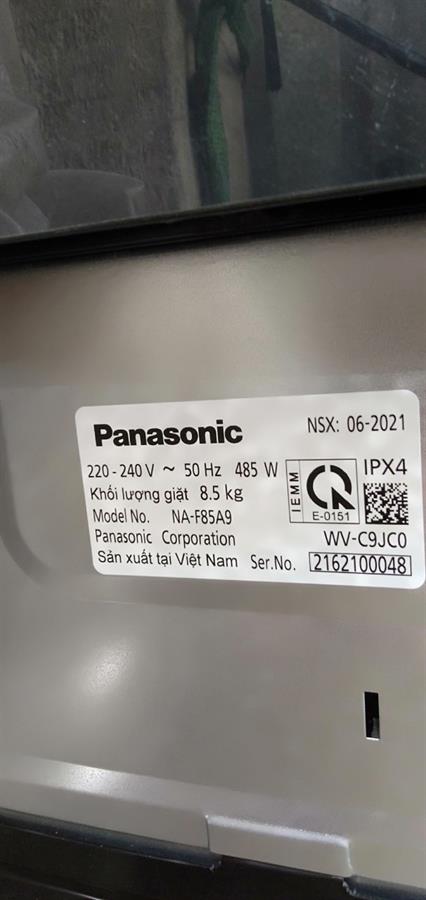 Panasonic NSX: 06-2021
220 - 240 V ~ 50 Hz 485 W IPX4
Khối lượng giặt 8.5 kg
IEMM
E-0151
Model No. NA-F85A9
Panasonic Corporation WV-C9JC0
Sản xuất tại Việt Nam Ser.No. 2162100048